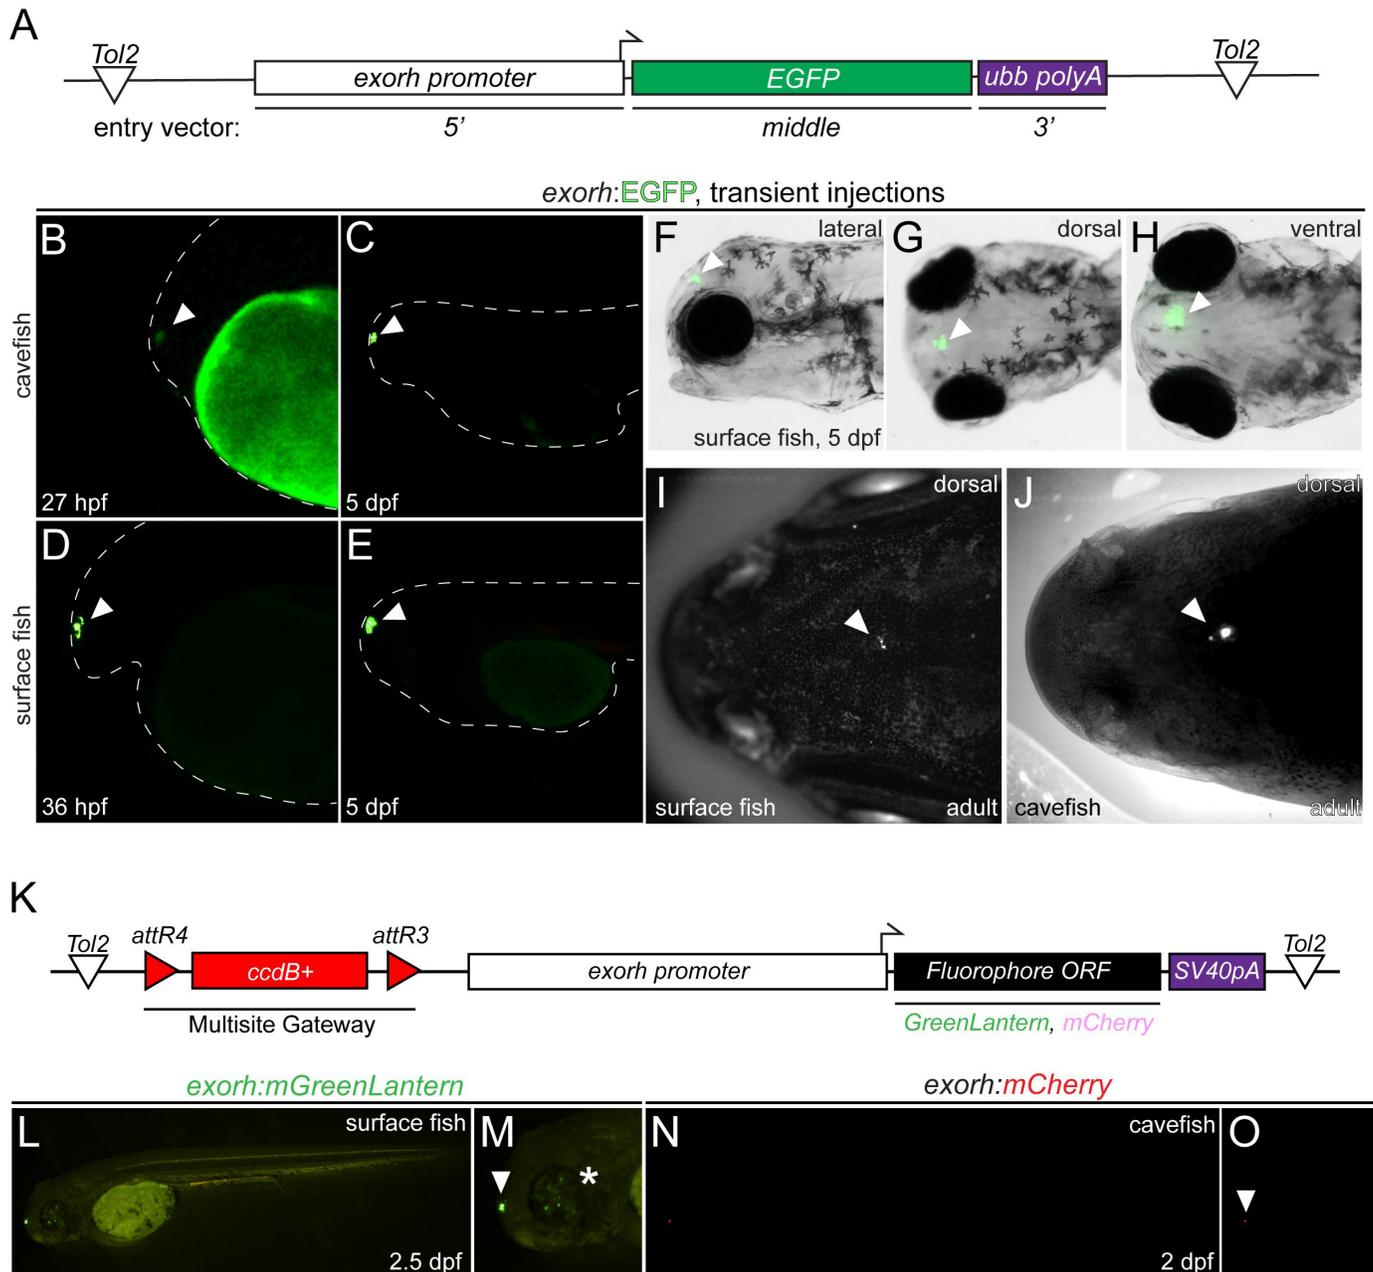 A
Tol2
exorh promoter
EGFP
ubb polyA
Tol2
entry vector:
5’
middle
3’
exorh:EGFP, transient injections
cavefish
B
27 hpf
C
5 dpf
surface fish
D
36 hpf
E
5 dpf
F
lateral
surface fish, 5 dpf
G
dorsal
H
ventral
I
dorsal
surface fish
adult
J
dorsal
cavefish
adult
K
Tol2
attR4
ccdB+
attR3
exorh promoter
Fluorophore ORF
SV40pA
Tol2
Multisite Gateway
GreenLantern, mCherry
exorh:mGreenLantern
exorh:mCherry
L
surface fish
2.5 dpf
M
*
N
cavefish
2 dpf
O